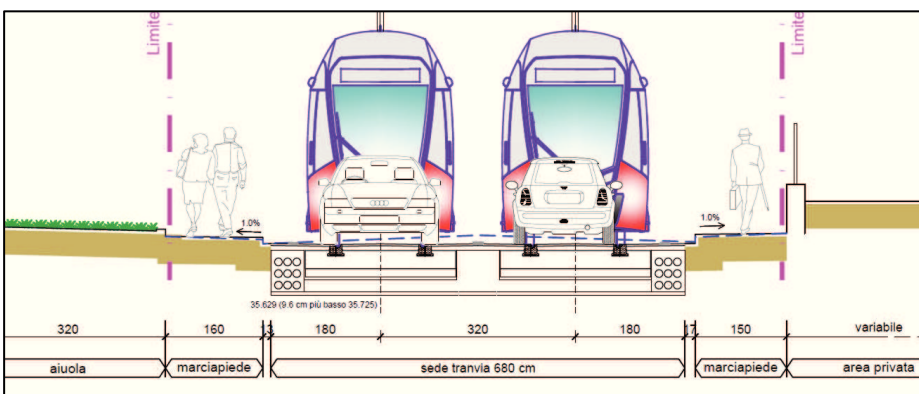 Limite
Limite
1.0%
1.0%
35.629 (9.6 cm più basso 35.725)
320 160 13 180 320 180 17 150 variabile
aiuola marciapiede sede tranvia 680 cm marciapiede area privata